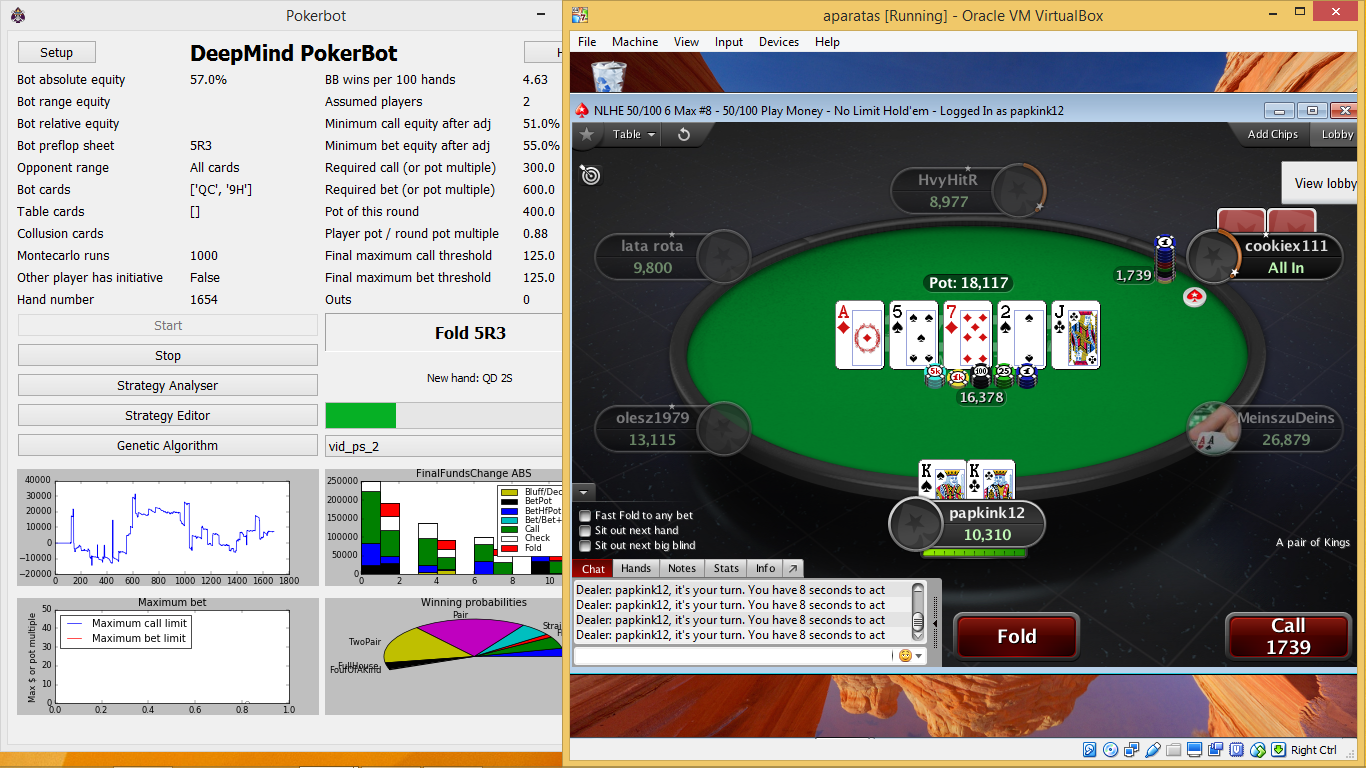 Pokerbot
Setup
DeepMind PokerBot
H
Bot absolute equity 57.0% BB wins per 100 hands 4.63
Bot range equity Assumed players 2
Bot relative equity Minimum call equity after adj 51.0%
Bot preflop sheet 5R3 Minimum bet equity after adj 55.0%
Opponent range All cards Required call (or pot multiple) 300.0
Bot cards ['QC', '9H'] Required bet (or pot multiple) 600.0
Table cards [] Pot of this round 400.0
Collusion cards Player pot / round pot multiple 0.88
Montecarlo runs 1000 Final maximum call threshold 125.0
Other player has initiative False Final maximum bet threshold 125.0
Hand number 1654 Outs 0
Start
Stop
Strategy Analyser
Strategy Editor
Genetic Algorithm
Fold 5R3
New hand: QD 2S
vid_ps_2
40000
30000
20000
10000
0
−10000
−20000
0 200 400 600 800 1000 1200 1400 1600 1800
FinalFundsChange ABS
250000
200000
150000
100000
50000
0
0 2 4 6 8 10
Bluff/Dec
BetPot
BetHfPot
Bet/Bet+
Call
Check
Fold
Maximum bet
Max $ or pot multiple
50
40
30
20
10
0
0.0 0.2 0.4 0.6 0.8 1.0
Maximum call limit
Maximum bet limit
Winning probabilities
Pair
Strai
TwoPair
FullHouse
FourOfAKind
aparatas [Running] - Oracle VM VirtualBox
File Machine View Input Devices Help
NLHE 50/100 6 Max #8 - 50/100 Play Money - No Limit Hold'em - Logged In as papkink12
Table
Add Chips
Lobby
View lobby
HvyHitR
8,977
lata rota
9,800
cookiex111
All In
1,739
Pot: 18,117
A 5 7 2 J
5k 1k 100 25 1
16,378
olesz1979
13,115
MeinszuDeins
26,879
K K
papkink12
10,310
Fast Fold to any bet
Sit out next hand
Sit out next big blind
A pair of Kings
Chat Hands Notes Stats Info
Dealer: papkink12, it's your turn. You have 8 seconds to act
Dealer: papkink12, it's your turn. You have 8 seconds to act
Dealer: papkink12, it's your turn. You have 8 seconds to act
Dealer: papkink12, it's your turn. You have 8 seconds to act
Fold
Call
1739
Right Ctrl